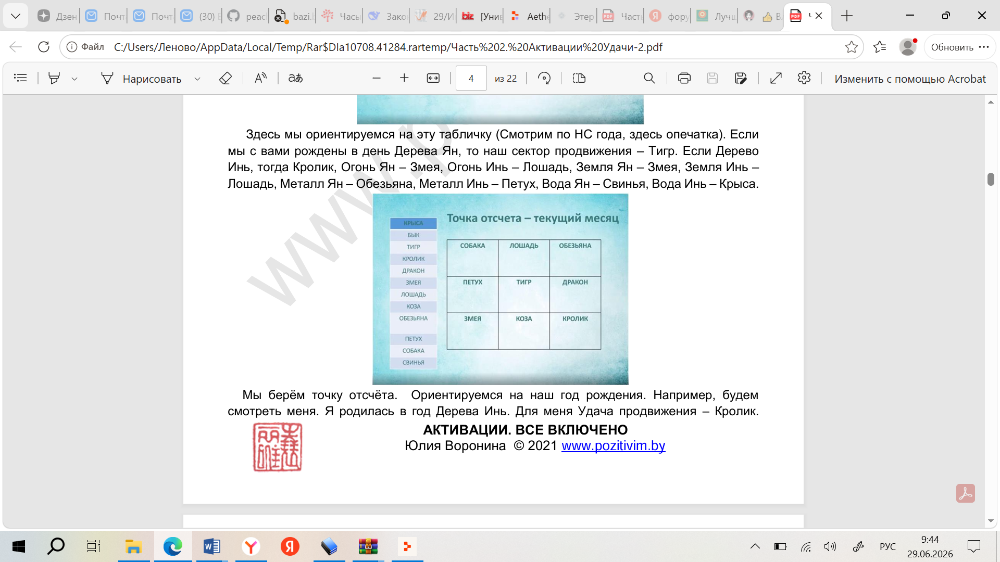 Дзен
Почт
Почт
(30) Е
peac
bazi.b
Часы
Зако
29/И
biz [Унив
Aethe
Этер
Часть
фору
Лучш
В
Файл C:/Users/Леново/AppData/Local/Temp/Rar$DIa10708.41284.rartemp/Часть%202.%20Активации%20Удачи-2.pdf
Обновить
Нарисовать
4 из 22
Изменить с помощью Acrobat
www.p
Здесь мы ориентируемся на эту табличку (Смотрим по НС года, здесь опечатка). Если
мы с вами рождены в день Дерева Ян, то наш сектор продвижения – Тигр. Если Дерево
Инь, тогда Кролик, Огонь Ян – Змея, Огонь Инь – Лошадь, Земля Ян – Змея, Земля Инь –
Лошадь, Металл Ян – Обезьяна, Металл Инь – Петух, Вода Ян – Свинья, Вода Инь – Крыса.
Точка отсчета – текущий месяц
КРЫСА
БЫК
ТИГР
КРОЛИК
ДРАКОН
ЗМЕЯ
ЛОШАДЬ
КОЗА
ОБЕЗЬЯНА
ПЕТУХ
СОБАКА
СВИНЬЯ
СОБАКА ЛОШАДЬ ОБЕЗЬЯНА
ПЕТУХ ТИГР ДРАКОН
ЗМЕЯ КОЗА КРОЛИК
Мы берём точку отсчёта. Ориентируемся на наш год рождения. Например, будем
смотреть меня. Я родилась в год Дерева Инь. Для меня Удача продвижения – Кролик.
АКТИВАЦИИ. ВСЕ ВКЛЮЧЕНО
Юлия Воронина © 2021 www.pozitivim.by
РУС
9:44
29.06.2026